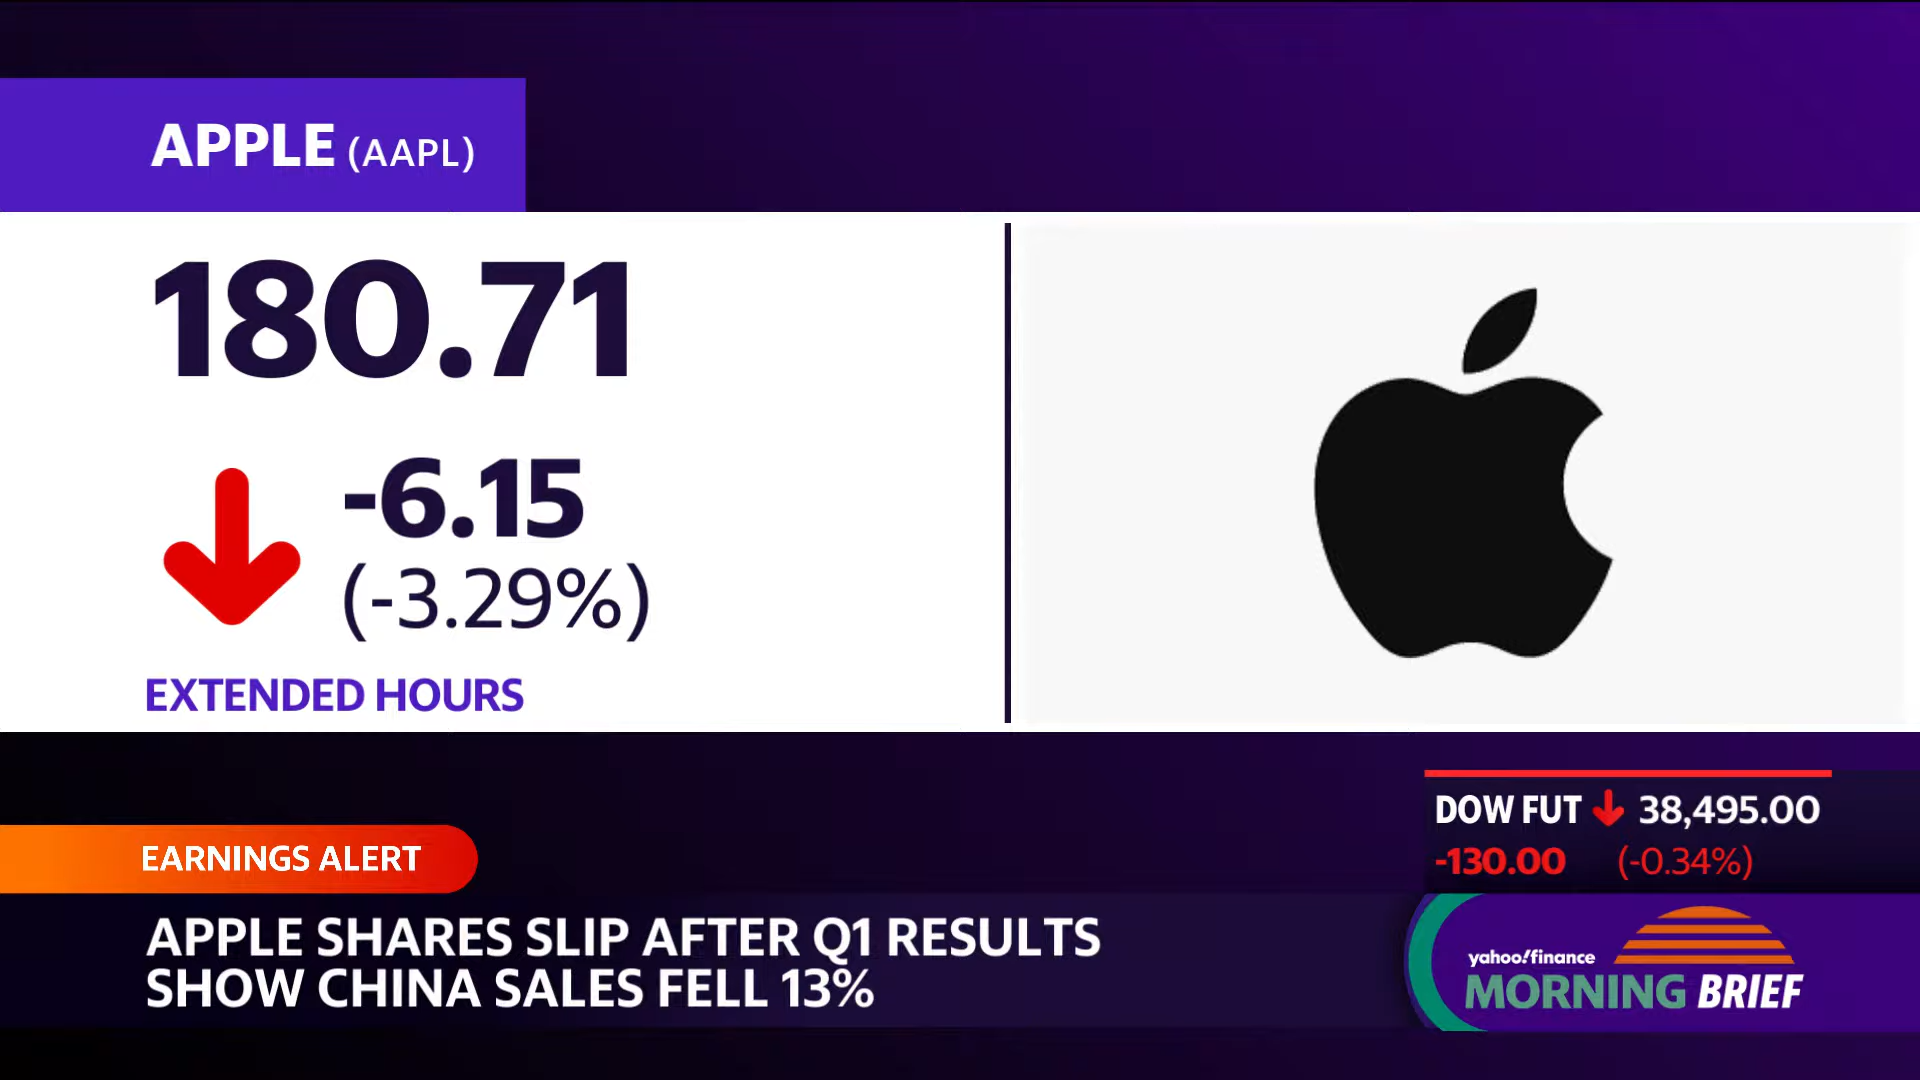 APPLE (AAPL)
180.71
-6.15
(-3.29%)
EXTENDED HOURS
DOW FUT 38,495.00
-130.00 (-0.34%)
EARNINGS ALERT
APPLE SHARES SLIP AFTER Q1 RESULTS
SHOW CHINA SALES FELL 13%
yahoo!finance
MORNING BRIEF